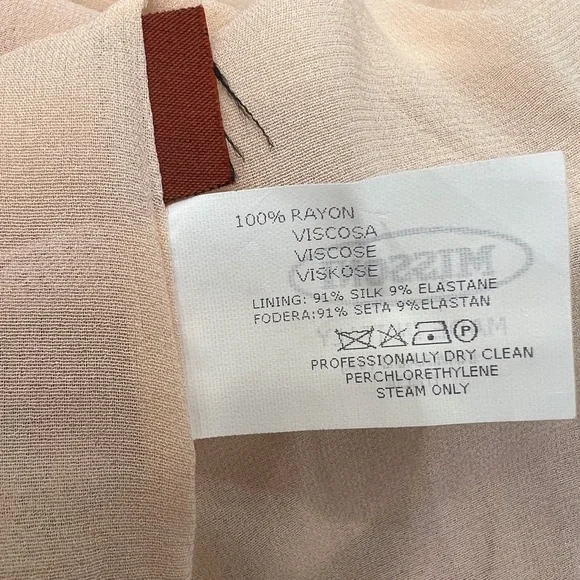 100% RAYON
VISCOSA
VISCOSE
VISKOSE
LINING: 91% SILK 9% ELASTANE
FODERA:91% SETA 9%ELASTAN
P
PROFESSIONALLY DRY CLEAN
PERCHLORETHYLENE
STEAM ONLY